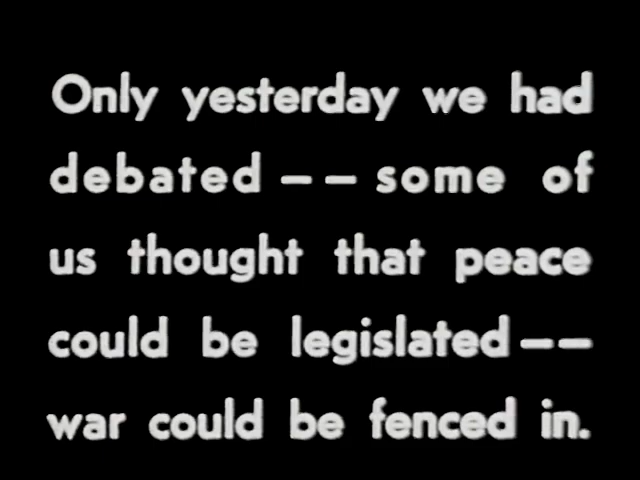 Only yesterday we had
debated -- some of
us thought that peace
could be legislated --
war could be fenced in.